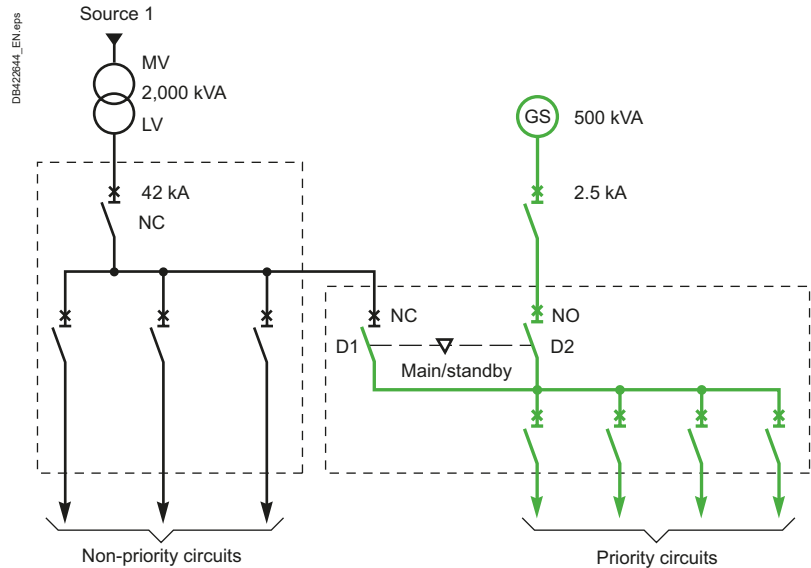 DB422644_EN.eps
Source 1
MV
2,000 kVA
LV
GS
500 kVA
42 kA
NC
2.5 kA
NC
NO
D1
D2
Main/standby
Non-priority circuits
Priority circuits